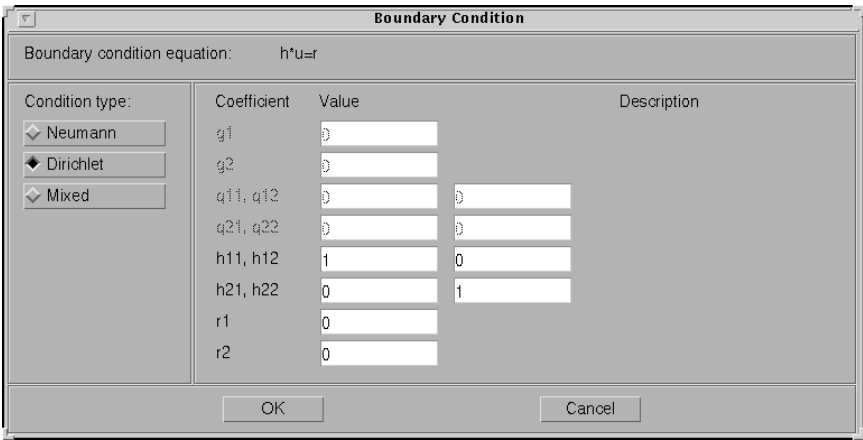 Boundary Condition
Boundary condition equation: h*u=r
Condition type:
Neumann
Dirichlet
Mixed
Coefficient Value Description
g1 0
g2 0
q11, q12 0 0
q21, q22 0 0
h11, h12 1 0
h21, h22 0 1
r1 0
r2 0
OK Cancel